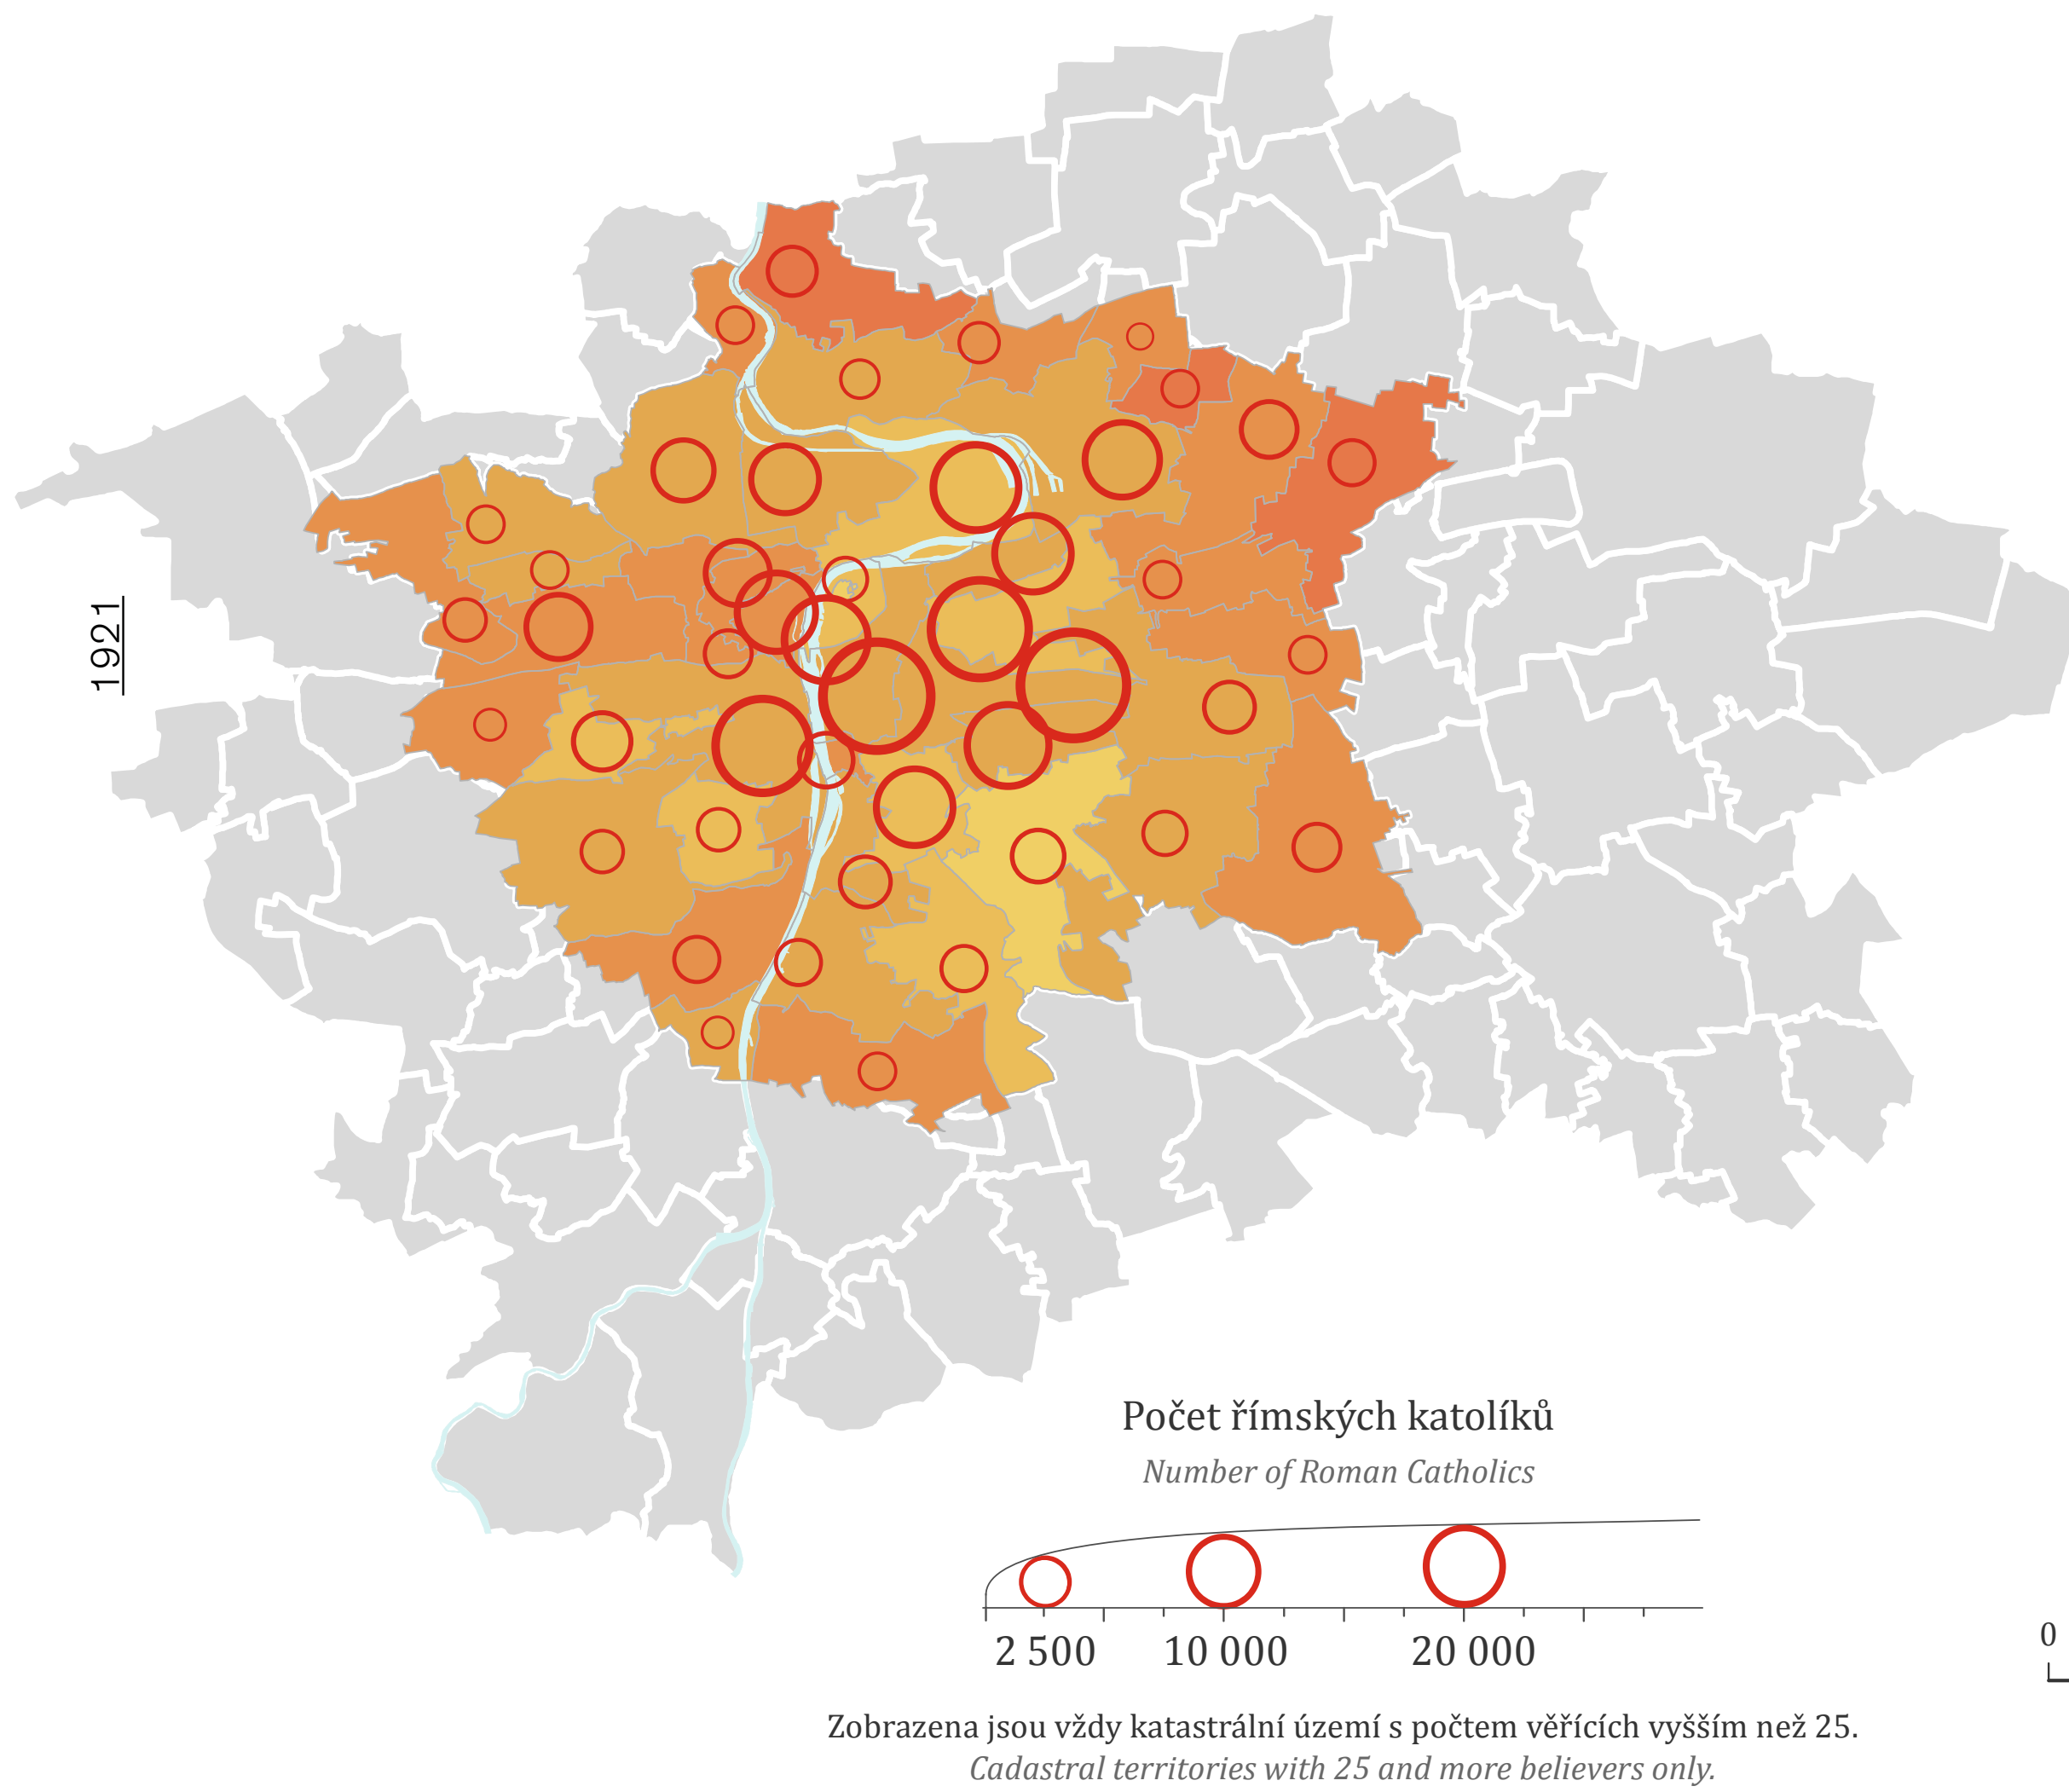 1921
Počet římských katolíků
Number of Roman Catholics
2 500 10 000 20 000
0
Zobrazena jsou vždy katastrální území s počtem věřících vyšším než 25.
Cadastral territories with 25 and more believers only.